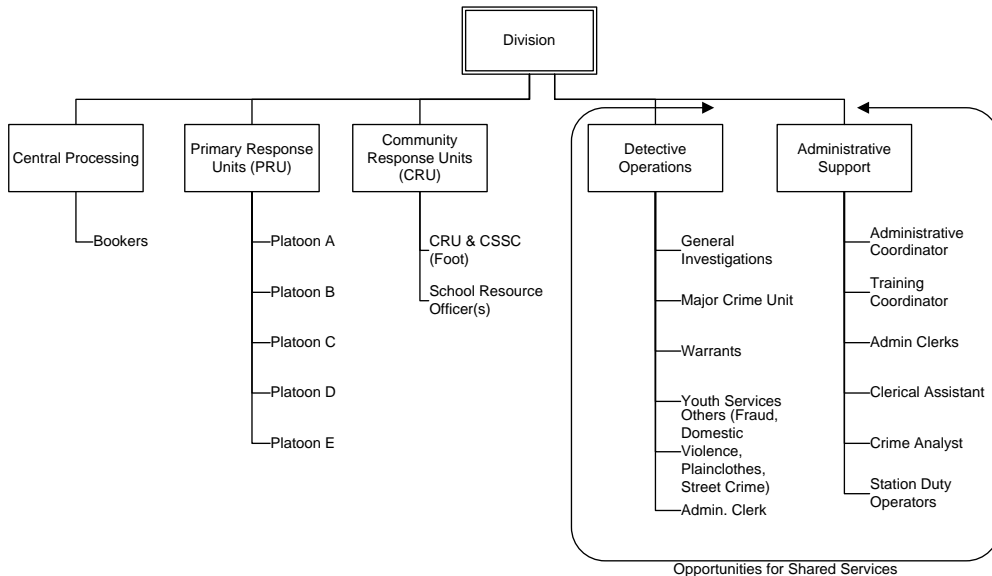 Division
Central Processing
Bookers
Primary Response
Units (PRU)
Platoon A
Platoon B
Platoon C
Platoon D
Platoon E
Community
Response Units
(CRU)
CRU & CSSC
(Foot)
School Resource
Officer(s)
Detective
Operations
General
Investigations
Major Crime Unit
Warrants
Youth Services
Others (Fraud,
Domestic
Violence,
Plainclothes,
Street Crime)
Admin. Clerk
Administrative
Support
Administrative
Coordinator
Training
Coordinator
Admin Clerks
Clerical Assistant
Crime Analyst
Station Duty
Operators
Opportunities for Shared Services